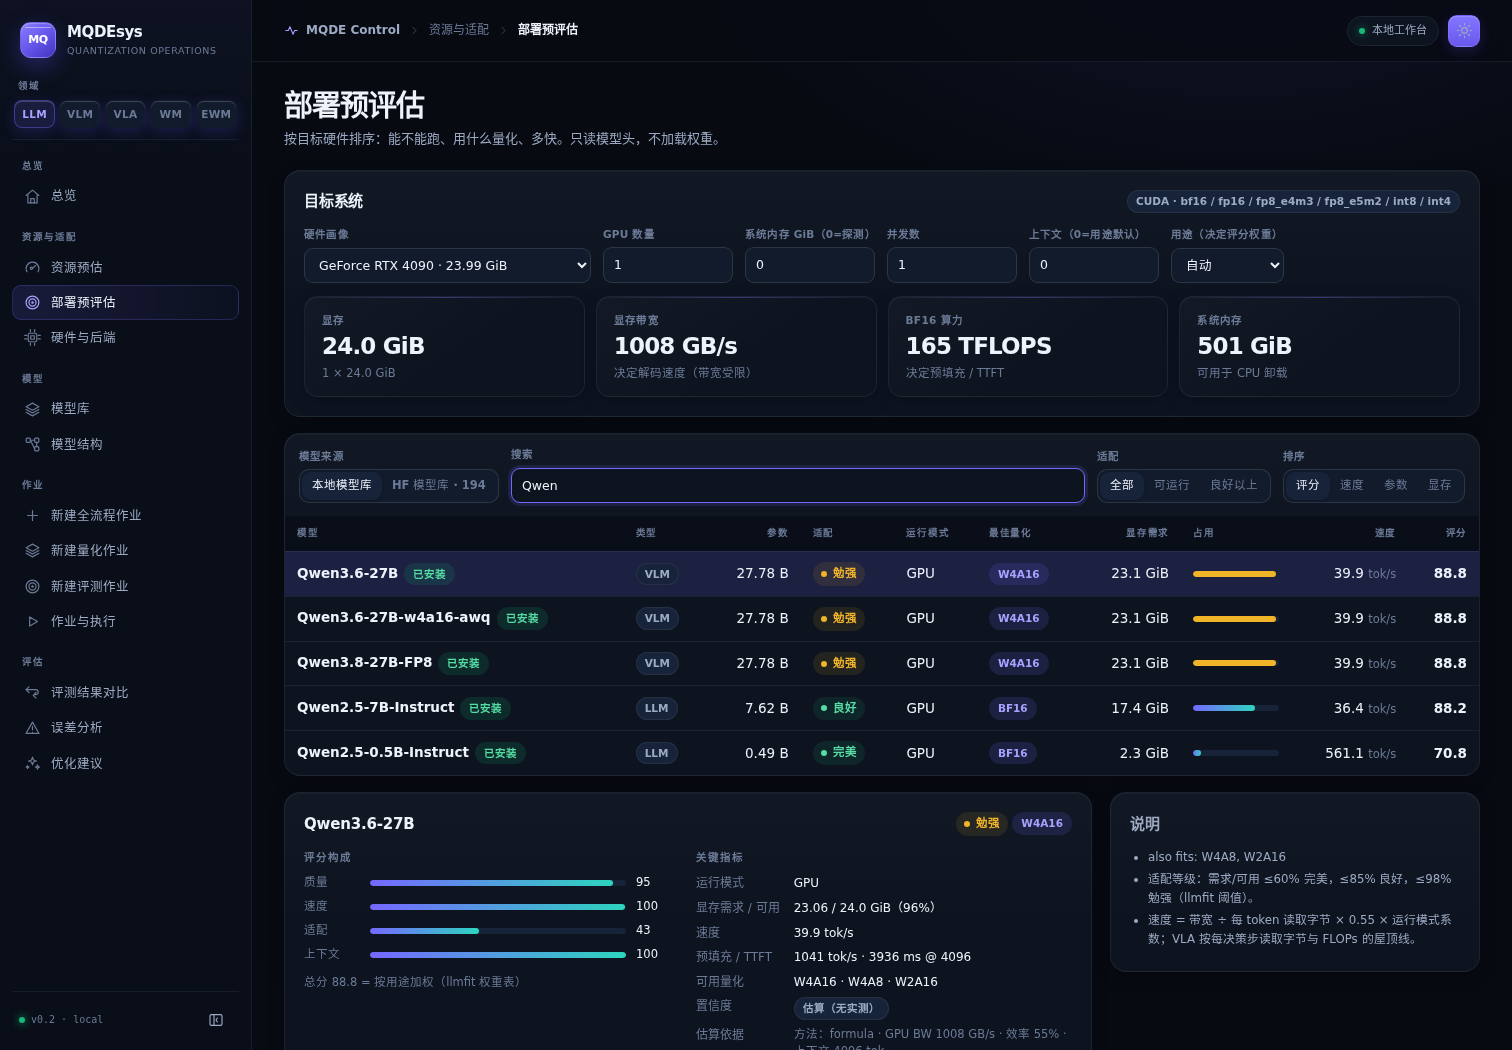 MQ
MQDEsys
QUANTIZATION OPERATIONS
领域
LLM VLM VLA WM EWM
总览
总览
资源与适配
资源预估
部署预评估
硬件与后端
模型
模型库
模型结构
作业
新建全流程作业
新建量化作业
新建评测作业
作业与执行
评估
评测结果对比
误差分析
优化建议
v0.2 · local
MQDE Control 资源与适配 部署预评估
本地工作台
部署预评估
按目标硬件排序：能不能跑、用什么量化、多快。只读模型头，不加载权重。
目标系统
CUDA · bf16 / fp16 / fp8_e4m3 / fp8_e5m2 / int8 / int4
硬件画像 GPU 数量 系统内存 GiB（0=探测） 并发数 上下文（0=用途默认） 用途（决定评分权重）
GeForce RTX 4090 · 23.99 GiB 1 0 1 0 自动
显存 显存带宽 BF16 算力 系统内存
24.0 GiB 1008 GB/s 165 TFLOPS 501 GiB
1 × 24.0 GiB 决定解码速度（带宽受限） 决定预填充 / TTFT 可用于 CPU 卸载
模型来源 搜索 适配 排序
本地模型库 HF 模型库 · 194 Qwen 全部 可运行 良好以上 评分 速度 参数 显存
模型 类型 参数 适配 运行模式 最佳量化 显存需求 占用 速度 评分
Qwen3.6-27B 已安装 VLM 27.78 B 勉强 GPU W4A16 23.1 GiB 39.9 tok/s 88.8
Qwen3.6-27B-w4a16-awq 已安装 VLM 27.78 B 勉强 GPU W4A16 23.1 GiB 39.9 tok/s 88.8
Qwen3.8-27B-FP8 已安装 VLM 27.78 B 勉强 GPU W4A16 23.1 GiB 39.9 tok/s 88.8
Qwen2.5-7B-Instruct 已安装 LLM 7.62 B 良好 GPU BF16 17.4 GiB 36.4 tok/s 88.2
Qwen2.5-0.5B-Instruct 已安装 LLM 0.49 B 完美 GPU BF16 2.3 GiB 561.1 tok/s 70.8
Qwen3.6-27B 勉强 W4A16
评分构成
质量 95
速度 100
适配 43
上下文 100
总分 88.8 = 按用途加权（llmfit 权重表）
关键指标
运行模式 GPU
显存需求 / 可用 23.06 / 24.0 GiB（96%）
速度 39.9 tok/s
预填充 / TTFT 1041 tok/s · 3936 ms @ 4096
可用量化 W4A16 · W4A8 · W2A16
置信度 估算（无实测）
估算依据 方法：formula · GPU BW 1008 GB/s · 效率 55% ·
上下文 4096 tok
说明
• also fits: W4A8, W2A16
• 适配等级：需求/可用 ≤60% 完美，≤85% 良好，≤98%
勉强（llmfit 阈值）。
• 速度 = 带宽 ÷ 每 token 读取字节 × 0.55 × 运行模式系
数；VLA 按每决策步读取字节与 FLOPs 的屋顶线。